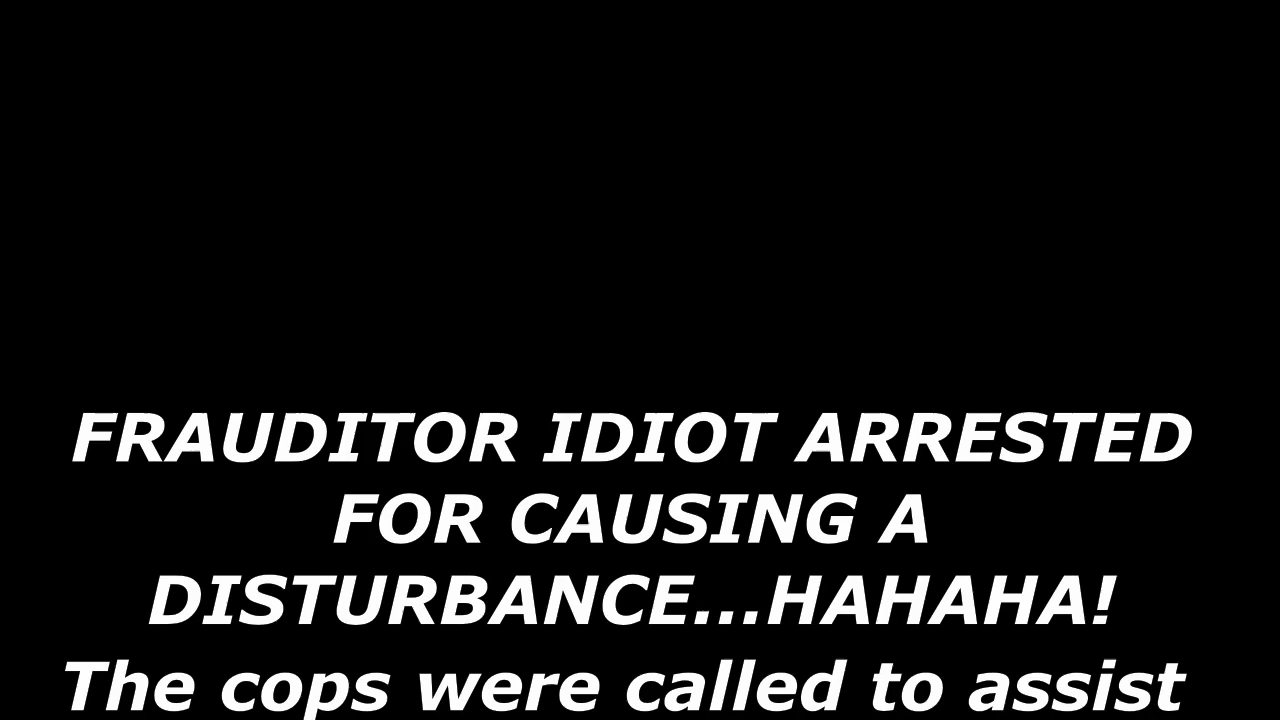 FRAUDITOR IDIOT ARRESTED
FOR CAUSING A
DISTURBANCE...HAHAHA!
The cops were called to assist